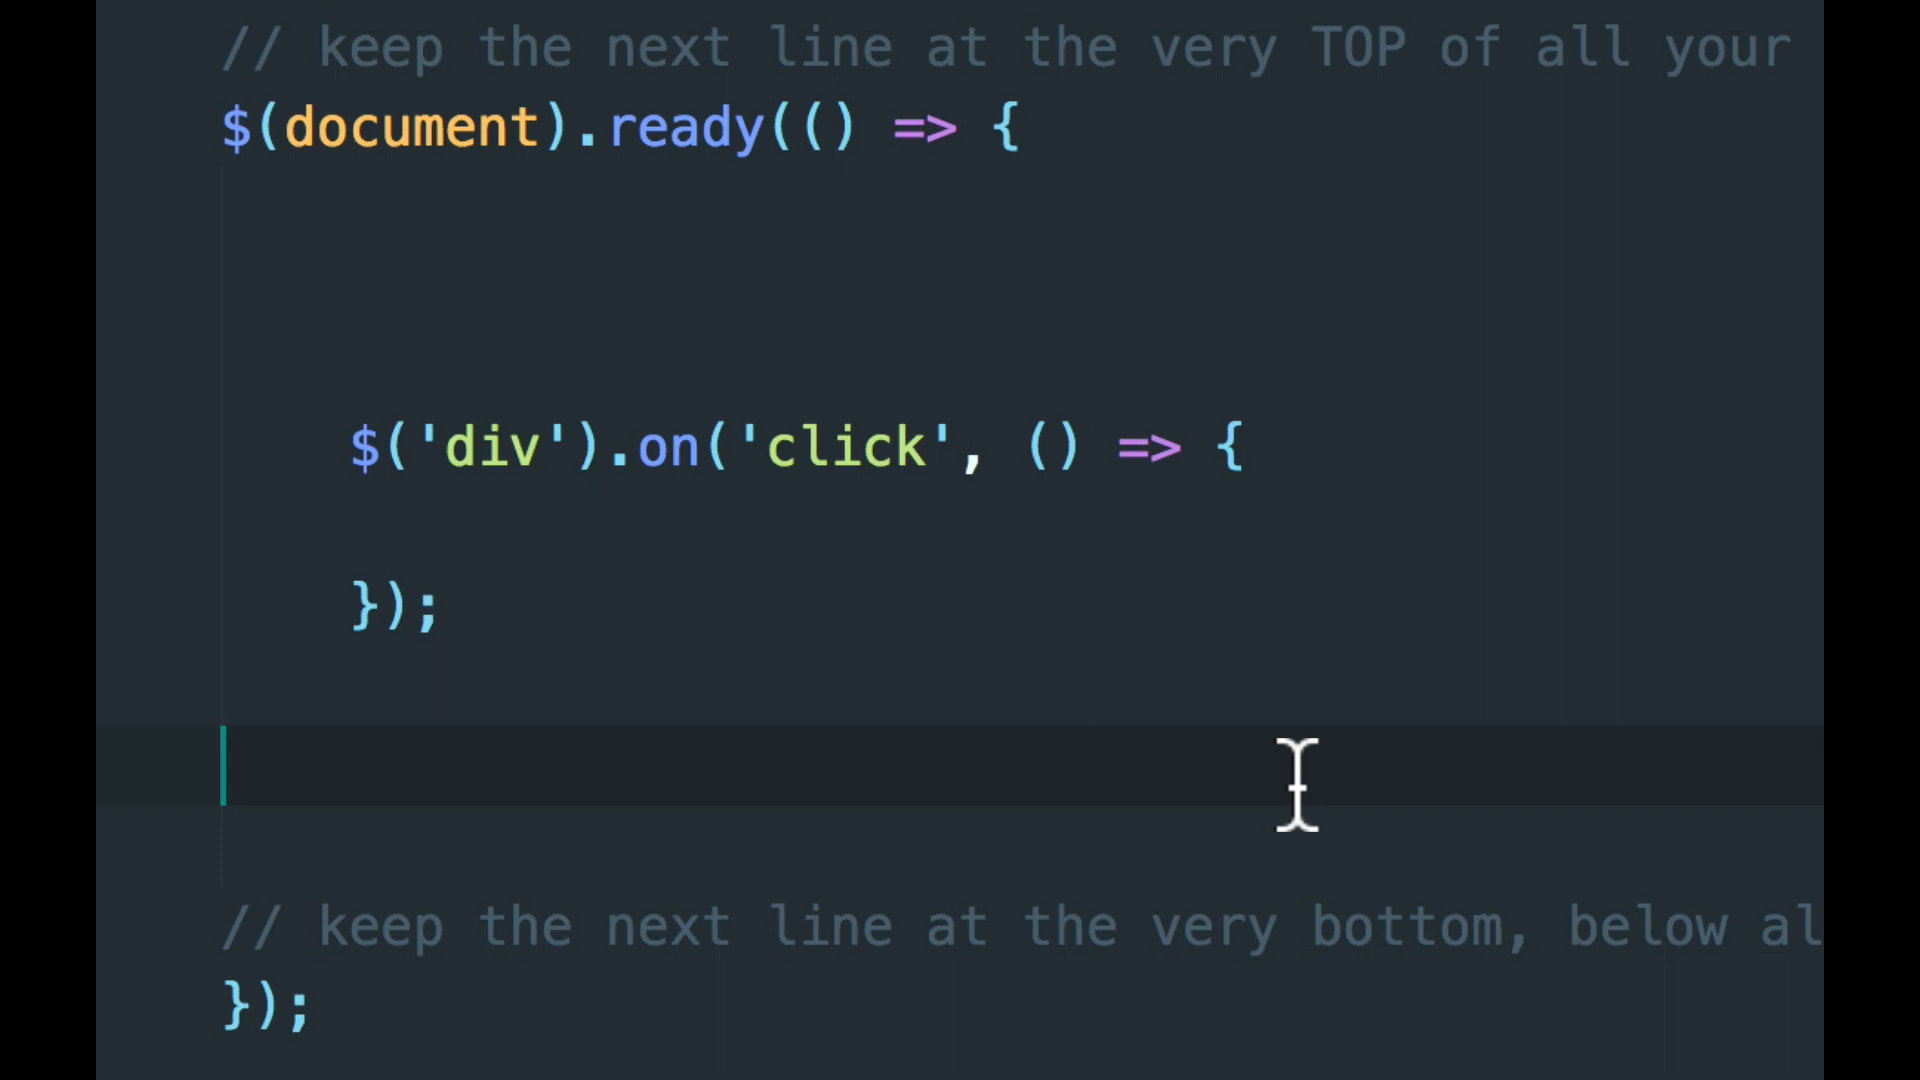 // keep the next line at the very TOP of all your
$(document).ready(() => {
$('div').on('click', () => {
});
// keep the next line at the very bottom, below al
});